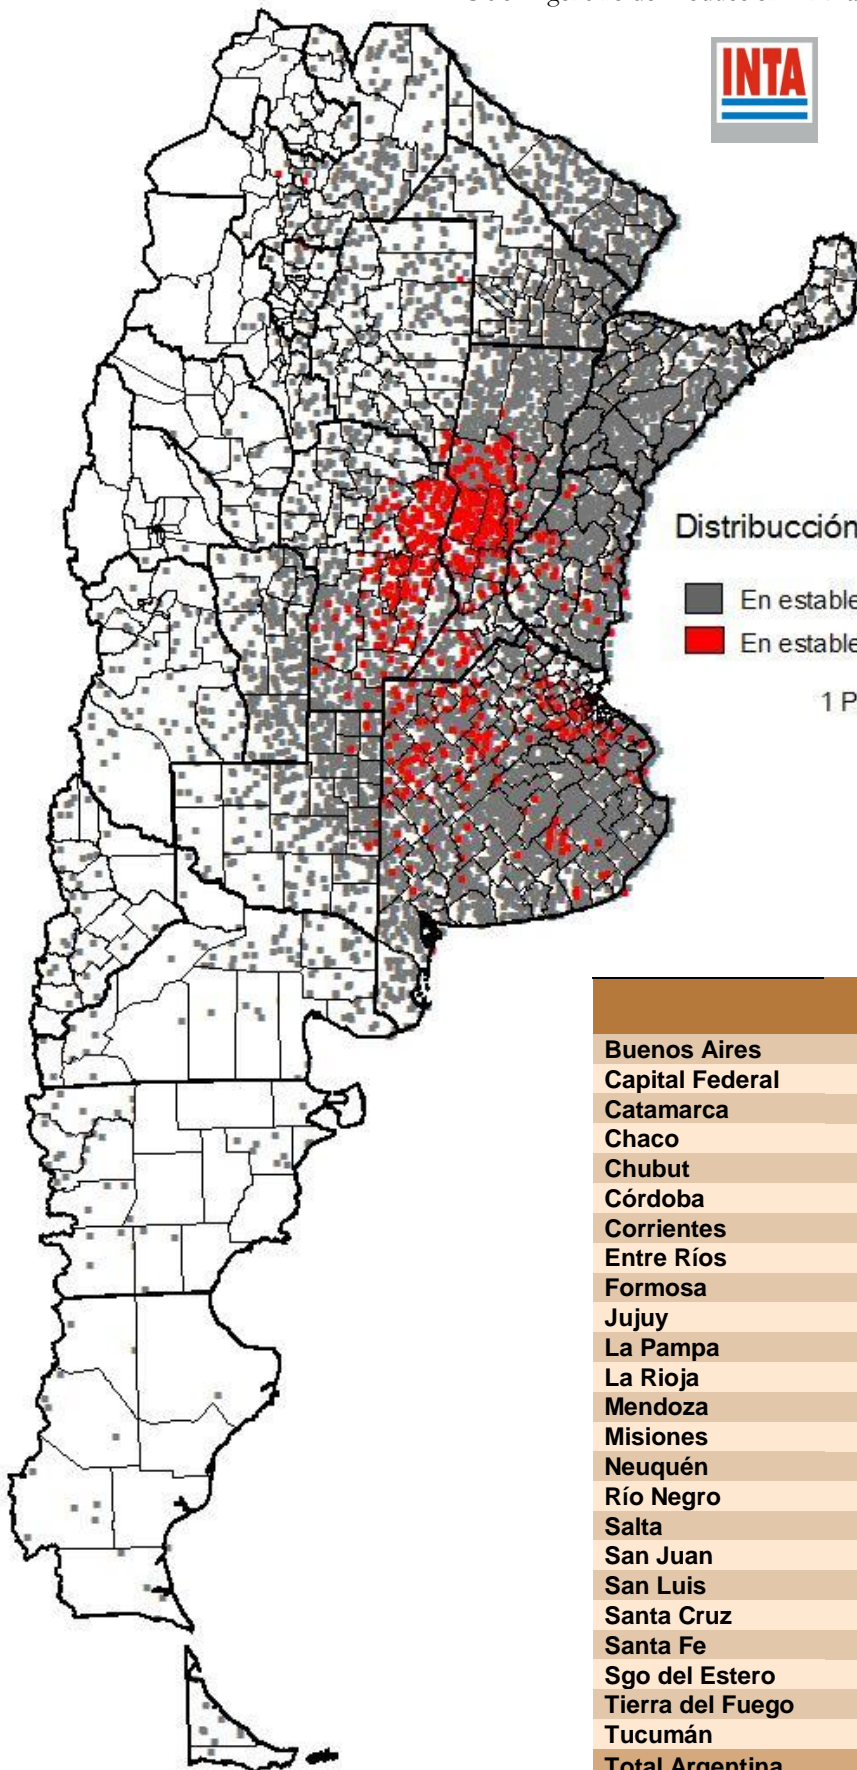 INTA
Distribucción
En estable
En estable
1 P
Buenos Aires
Capital Federal
Catamarca
Chaco
Chubut
Córdoba
Corrientes
Entre Ríos
Formosa
Jujuy
La Pampa
La Rioja
Mendoza
Misiones
Neuquén
Río Negro
Salta
San Juan
San Luis
Santa Cruz
Santa Fe
Sgo del Estero
Tierra del Fuego
Tucumán
Total Argentina